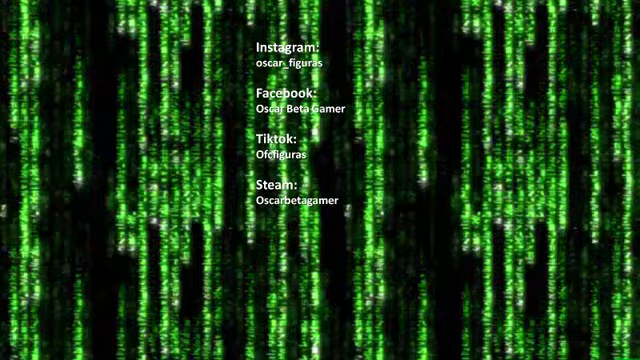 Instagram:
oscar_figuras
Facebook:
Oscar Beta Gamer
Tiktok:
Ofcfiguras
Steam:
Oscarbetagamer